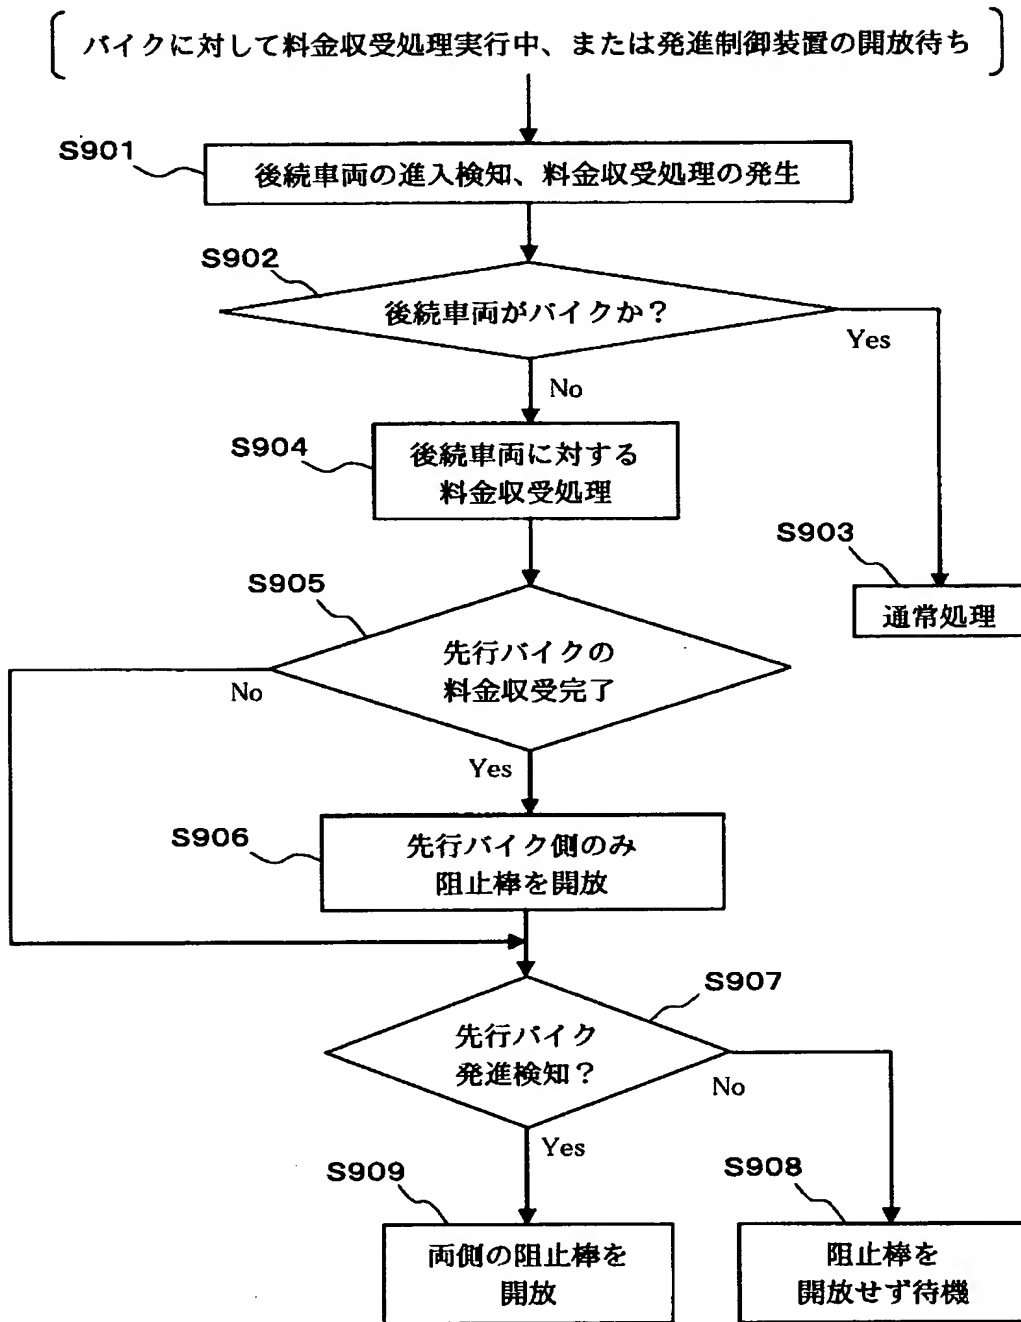 バイクに対して料金収受処理実行中、または発進制御装置の開放待ち
S901
後続車両の進入検知、料金収受処理の発生
S902
後続車両がバイクか？
Yes
No
S904
後続車両に対する
料金収受処理
S903
通常処理
S905
先行バイクの
料金収受完了
No
Yes
S906
先行バイク側のみ
阻止棒を開放
S907
先行バイク
発進検知？
No
Yes
S909
両側の阻止棒を
開放
S908
阻止棒を
開放せず待機